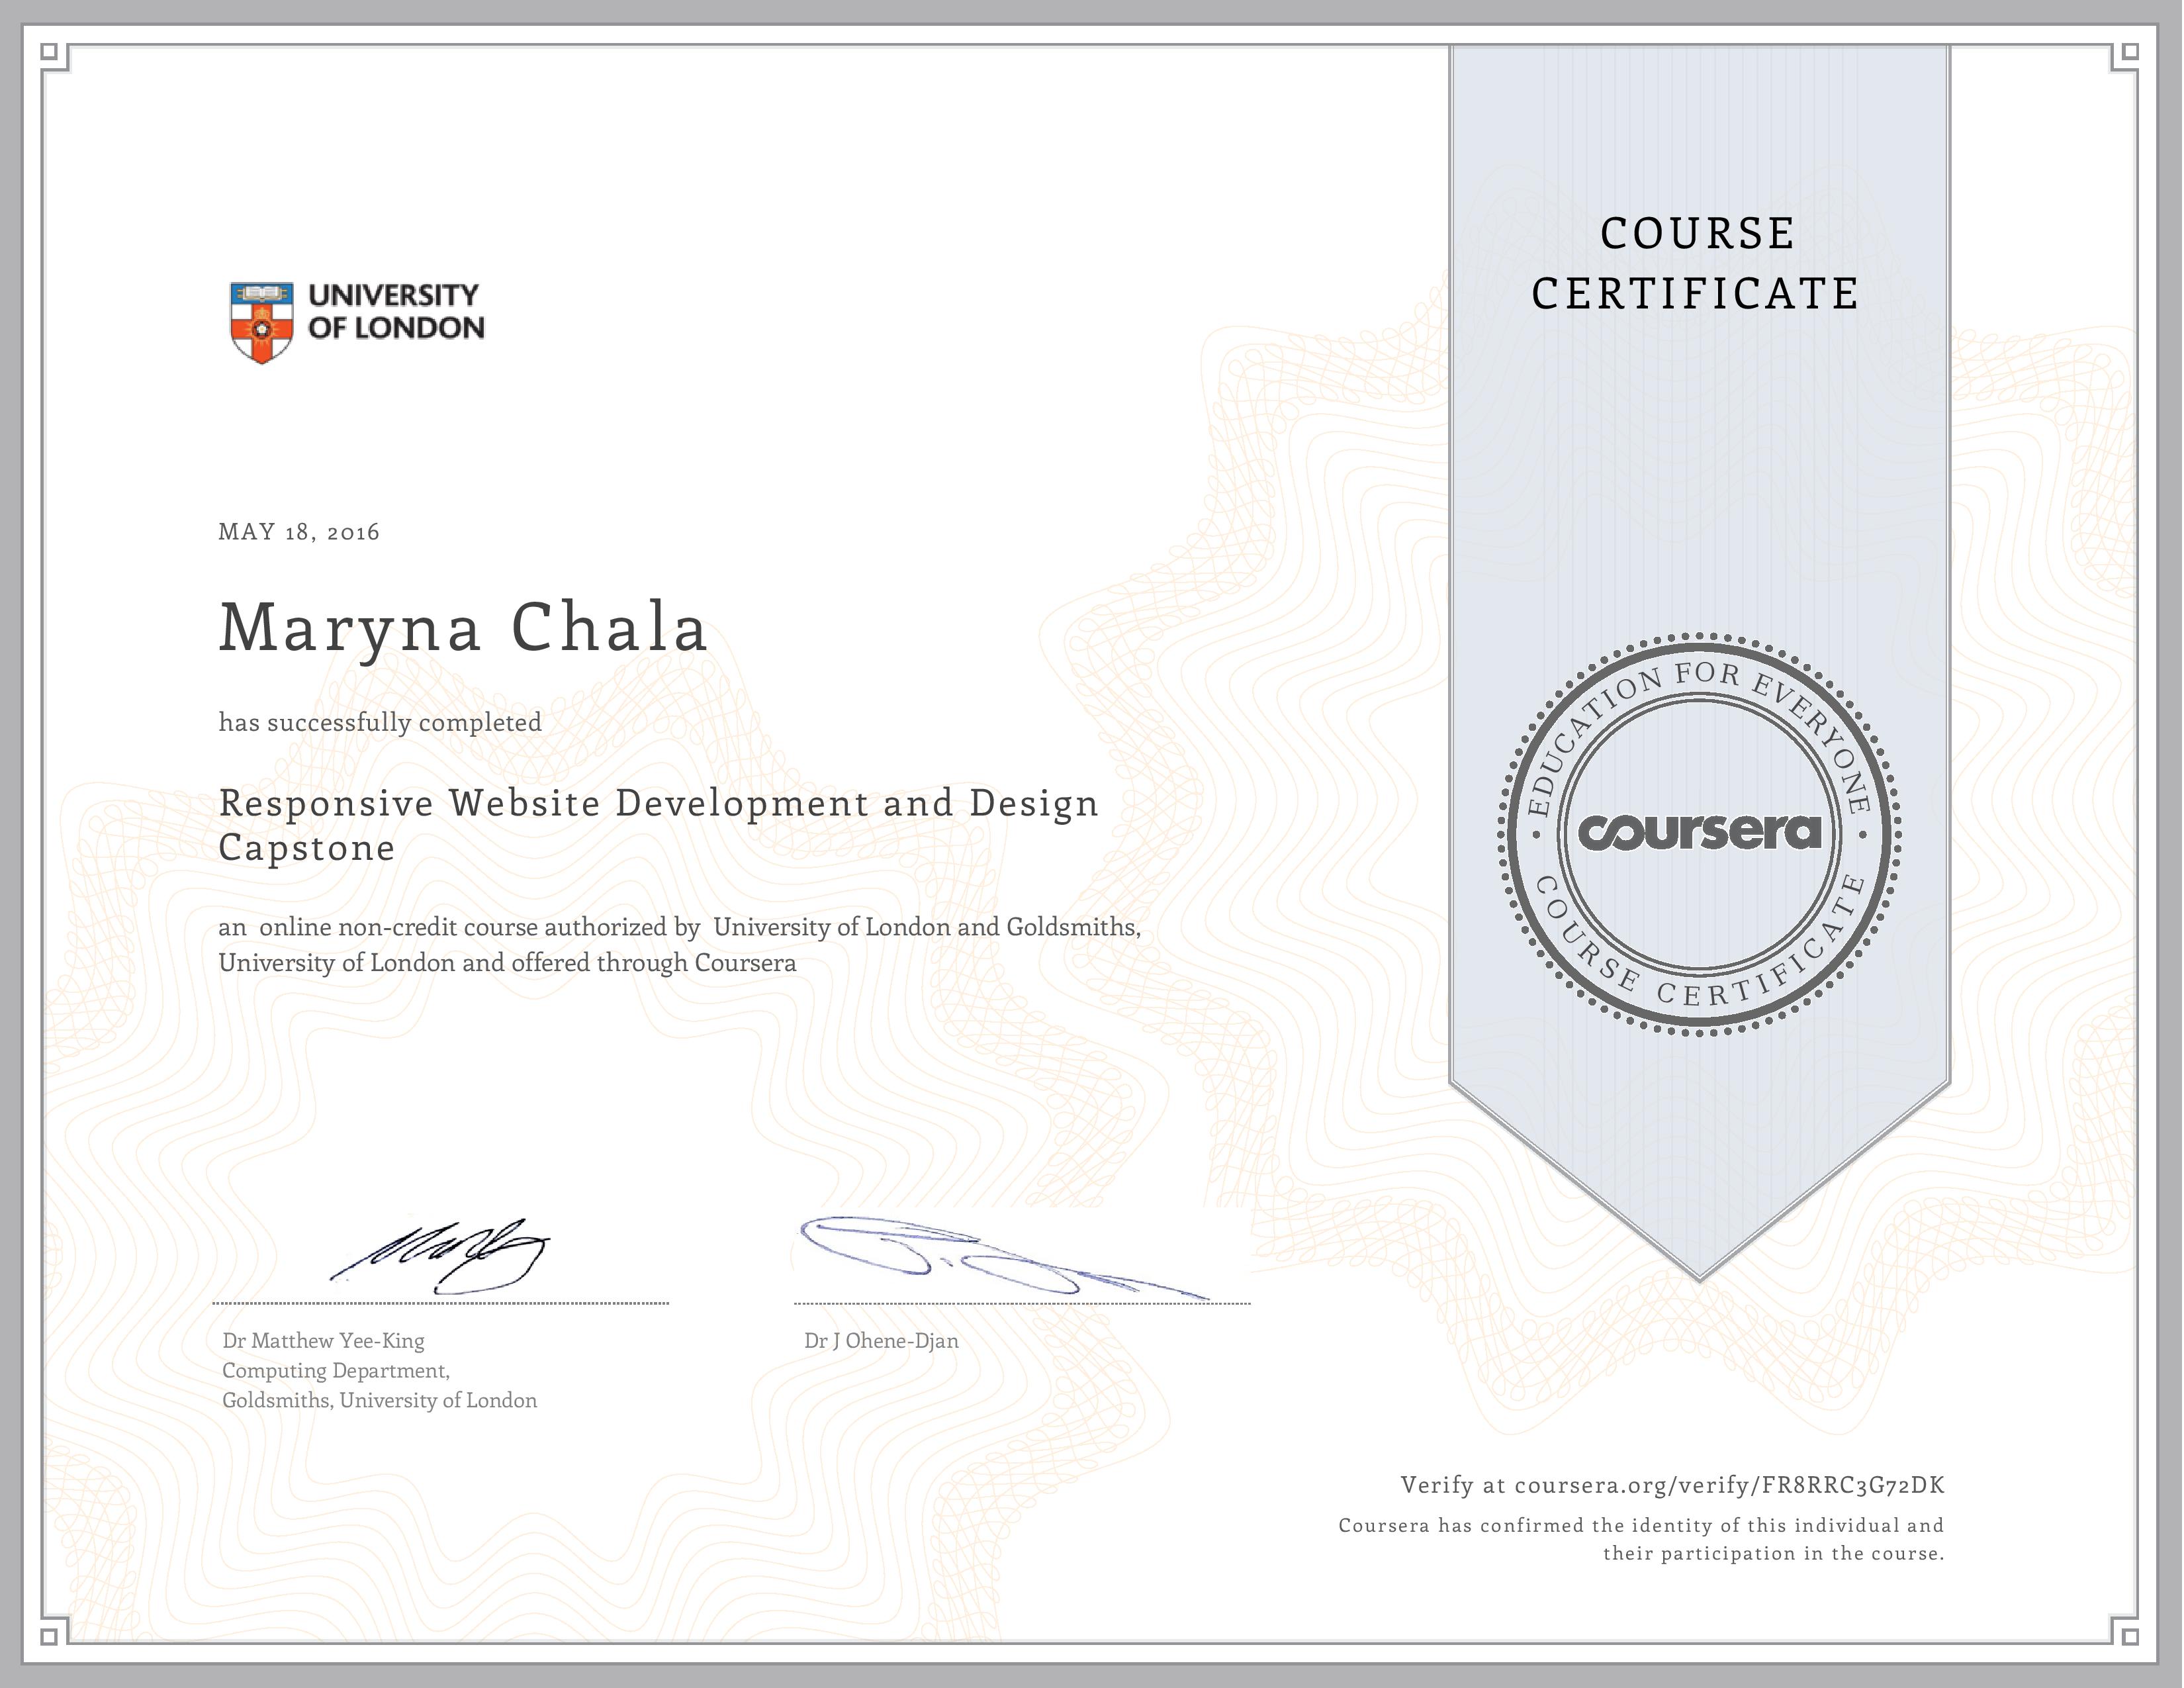 UNIVERSITY
OF LONDON
MAY 18, 2016
Maryna Chala
has successfully completed
Responsive Website Development and Design
Capstone
an online non-credit course authorized by University of London and Goldsmiths,
University of London and offered through Coursera
Dr Matthew Yee-King
Computing Department,
Goldsmiths, University of London
Dr J Ohene-Djan
COURSE
CERTIFICATE
EDUCATION FOR EVERYONE
coursera
COURSE CERTIFICATE
Verify at coursera.org/verify/FR8RRC3G72DK
Coursera has confirmed the identity of this individual and
their participation in the course.